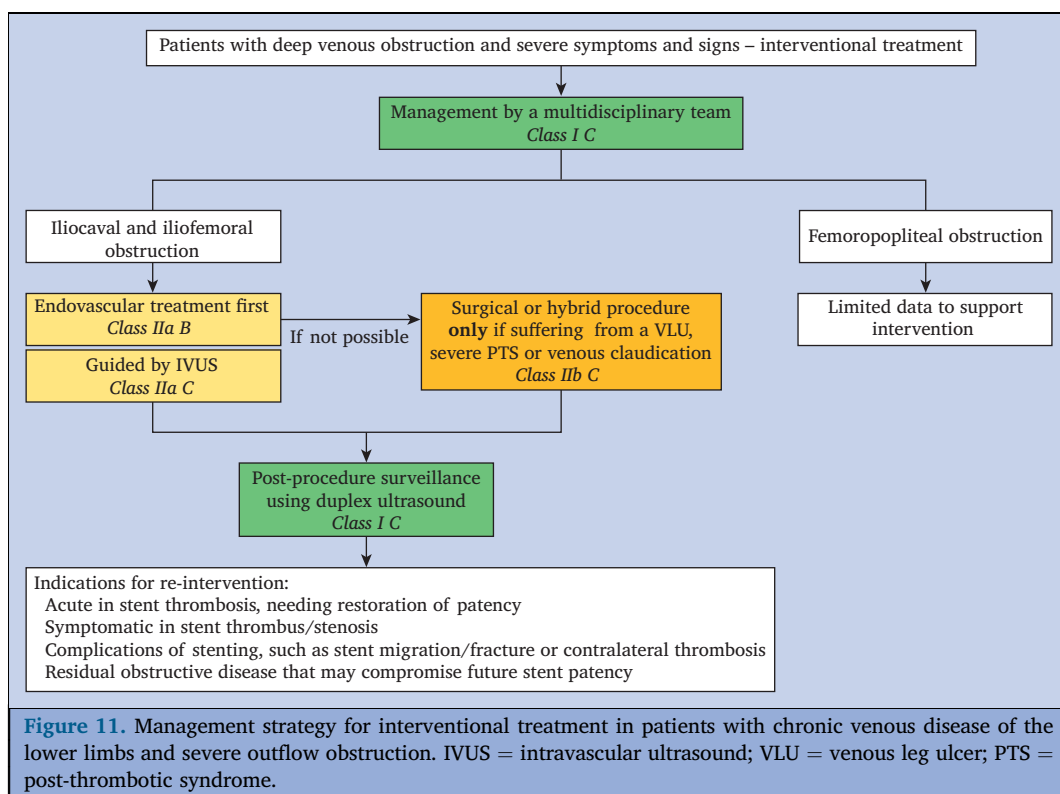 Patients with deep venous obstruction and severe symptoms and signs – interventional treatment
Management by a multidisciplinary team
Class I C
Iliocaval and iliofemoral
obstruction
Femoropopliteal obstruction
Endovascular treatment first
Class IIa B
If not possible
Surgical or hybrid procedure
only if suffering from a VLU,
severe PTS or venous claudication
Class IIb C
Limited data to support
intervention
Guided by IVUS
Class IIa C
Post-procedure surveillance
using duplex ultrasound
Class I C
Indications for re-intervention:
Acute in stent thrombosis, needing restoration of patency
Symptomatic in stent thrombus/stenosis
Complications of stenting, such as stent migration/fracture or contralateral thrombosis
Residual obstructive disease that may compromise future stent patency
Figure 11. Management strategy for interventional treatment in patients with chronic venous disease of the
lower limbs and severe outflow obstruction. IVUS = intravascular ultrasound; VLU = venous leg ulcer; PTS =
post-thrombotic syndrome.